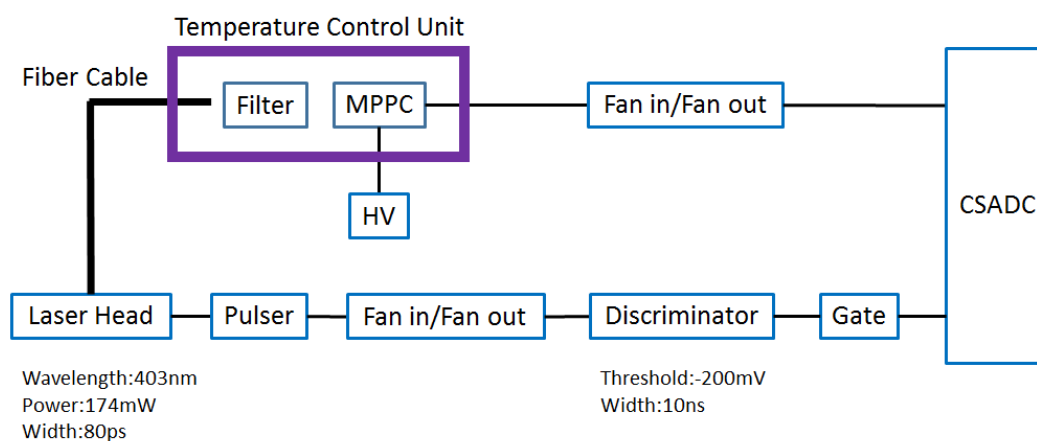 Temperature Control Unit
Fiber Cable
Filter
MPPC
Fan in/Fan out
HV
CSADC
Laser Head
Pulser
Fan in/Fan out
Discriminator
Gate
Wavelength:403nm
Power:174mW
Width:80ps
Threshold:-200mV
Width:10ns